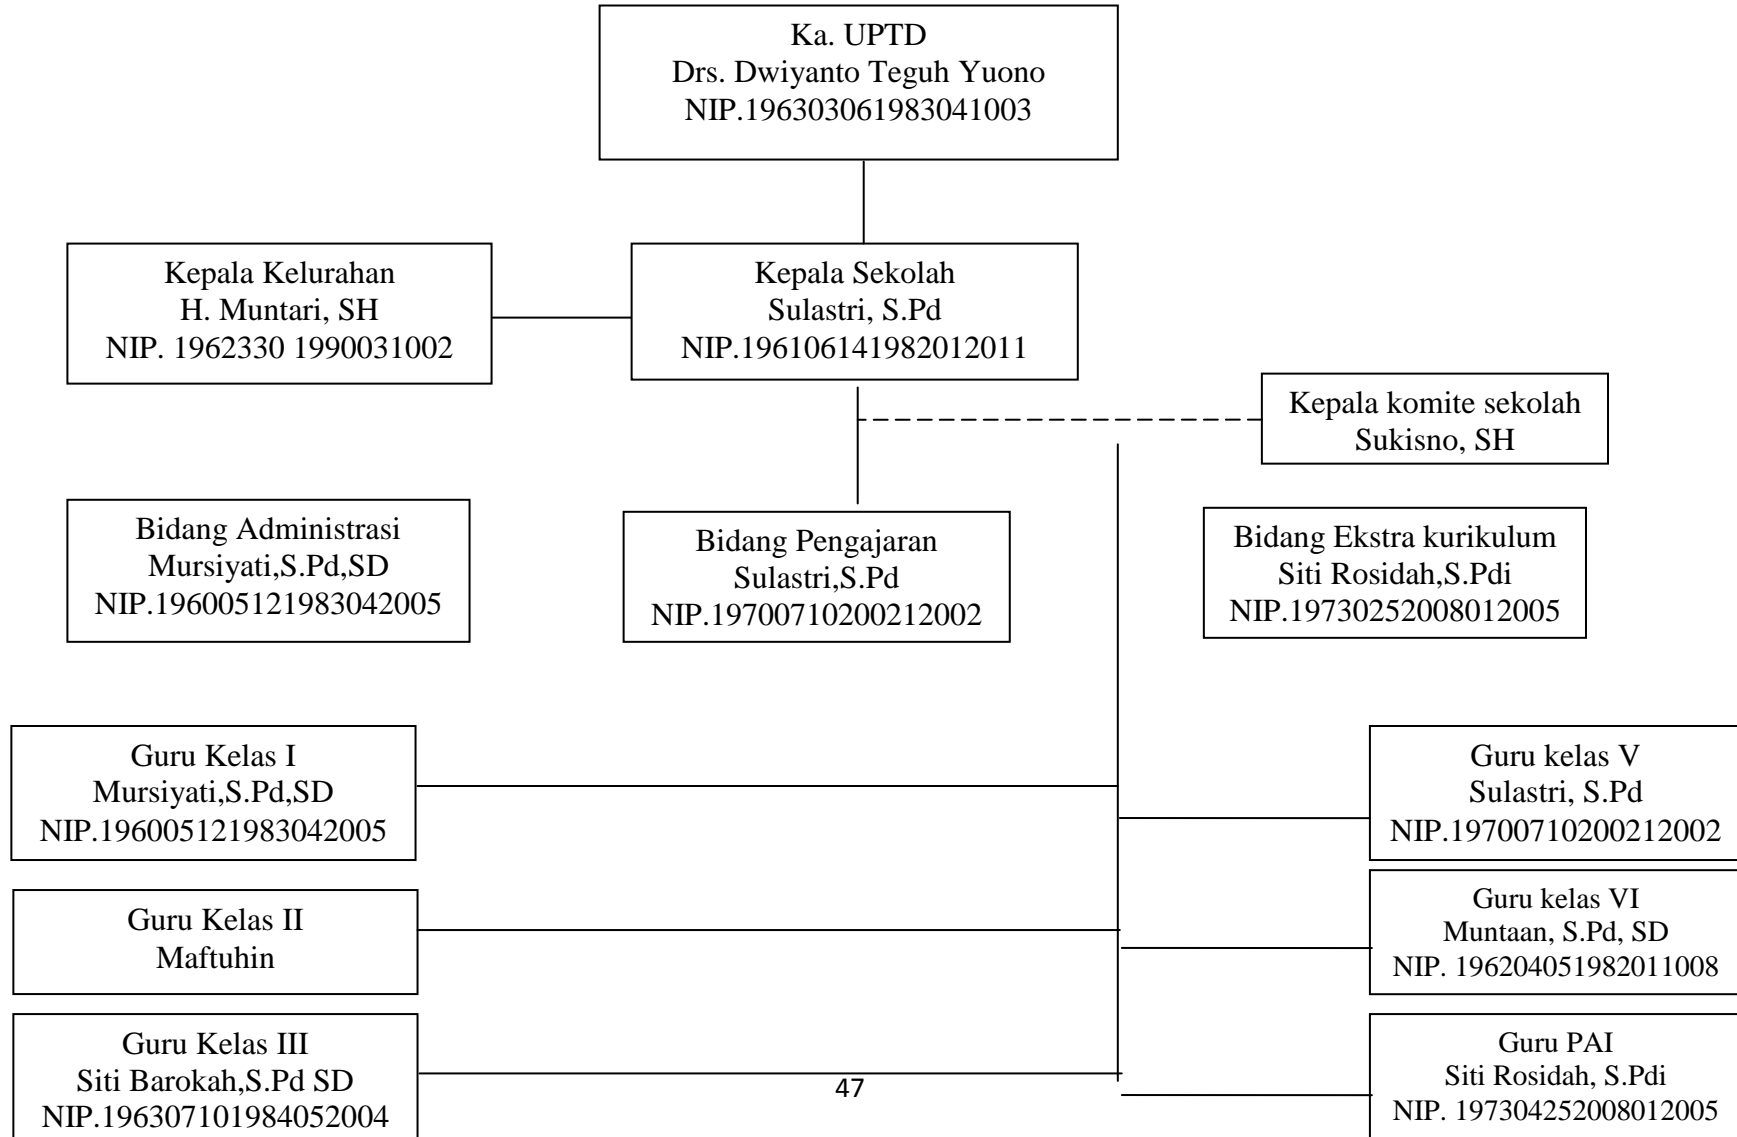 Ka. UPTD
Drs. Dwiyanto Teguh Yuono
NIP.196303061983041003
Kepala Kelurahan
H. Muntari, SH
NIP. 1962330 1990031002
Kepala Sekolah
Sulastri, S.Pd
NIP.196106141982012011
Kepala komite sekolah
Sukisno, SH
Bidang Administrasi
Mursiyati,S.Pd,SD
NIP.196005121983042005
Bidang Pengajaran
Sulastri,S.Pd
NIP.19700710200212002
Bidang Ekstra kurikulum
Siti Rosidah,S.Pdi
NIP.19730252008012005
Guru Kelas I
Mursiyati,S.Pd,SD
NIP.196005121983042005
Guru kelas V
Sulastri, S.Pd
NIP.19700710200212002
Guru Kelas II
Maftuhin
Guru kelas VI
Muntaan, S.Pd, SD
NIP. 196204051982011008
Guru Kelas III
Siti Barokah,S.Pd SD
NIP.196307101984052004
Guru PAI
Siti Rosidah, S.Pdi
NIP. 197304252008012005
47